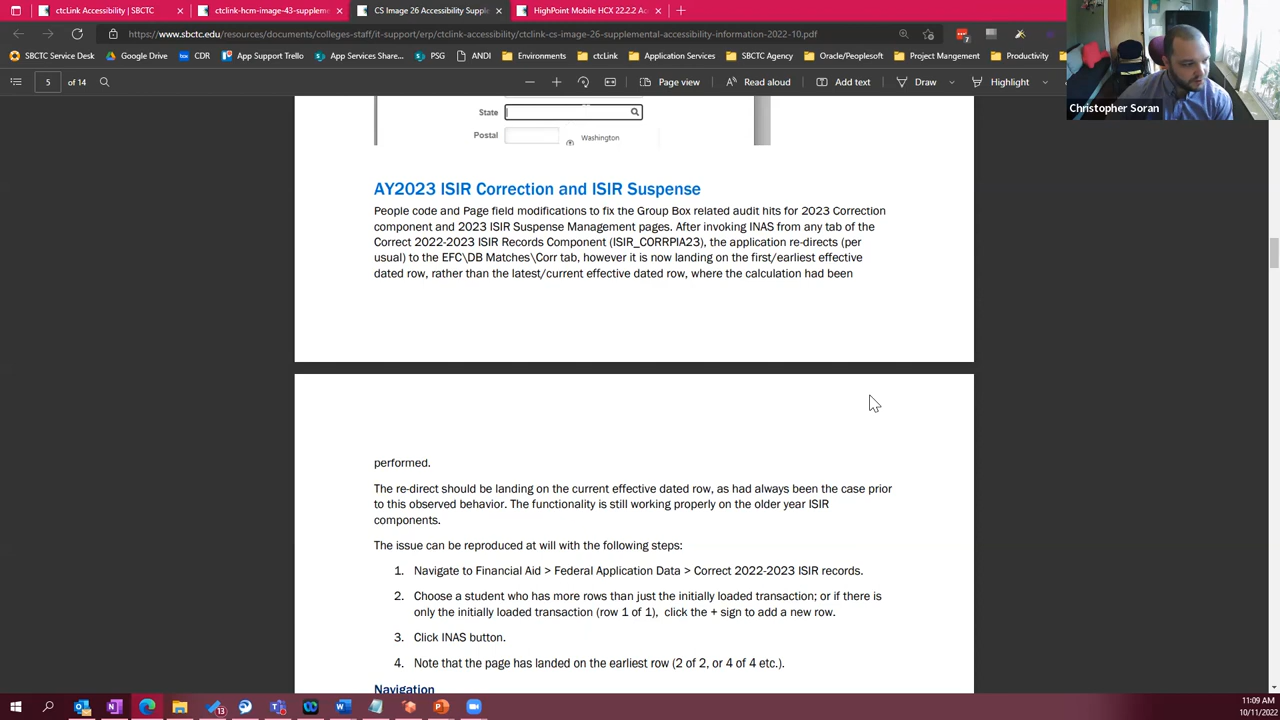 ctcLink Accessibility | SBCTC
ctclink-hcm-image-43-suppleme
CS Image 26 Accessibility Supple
HighPoint Mobile HCX 22.2.2 Ac
https://www.sbctc.edu/resources/documents/colleges-staff/it-support/erp/ctclink-accessibility/ctclink-cs-image-26-supplemental-accessibility-information-2022-10.pdf
SBCTC Service Desk
Google Drive
CDR
App Support Trello
App Services Share...
PSG
ANDI
Environments
ctcLink
Application Services
SBCTC Agency
Oracle/Peoplesoft
Project Management
Productivity
5 of 14
Page view
Read aloud
Add text
Draw
Highlight
Christopher Soran
State
Postal
Washington
AY2023 ISIR Correction and ISIR Suspense
People code and Page field modifications to fix the Group Box related audit hits for 2023 Correction
component and 2023 ISIR Suspense Management pages. After invoking INAS from any tab of the
Correct 2022-2023 ISIR Records Component (ISIR_CORRPIA23), the application re-directs (per
usual) to the EFC\DB Matches\Corr tab, however it is now landing on the first/earliest effective
dated row, rather than the latest/current effective dated row, where the calculation had been
performed.
The re-direct should be landing on the current effective dated row, as had always been the case prior
to this observed behavior. The functionality is still working properly on the older year ISIR
components.
The issue can be reproduced at will with the following steps:
1. Navigate to Financial Aid > Federal Application Data > Correct 2022-2023 ISIR records.
2. Choose a student who has more rows than just the initially loaded transaction; or if there is
only the initially loaded transaction (row 1 of 1), click the + sign to add a new row.
3. Click INAS button.
4. Note that the page has landed on the earliest row (2 of 2, or 4 of 4 etc.).
Navigation
11:09 AM
10/11/2022